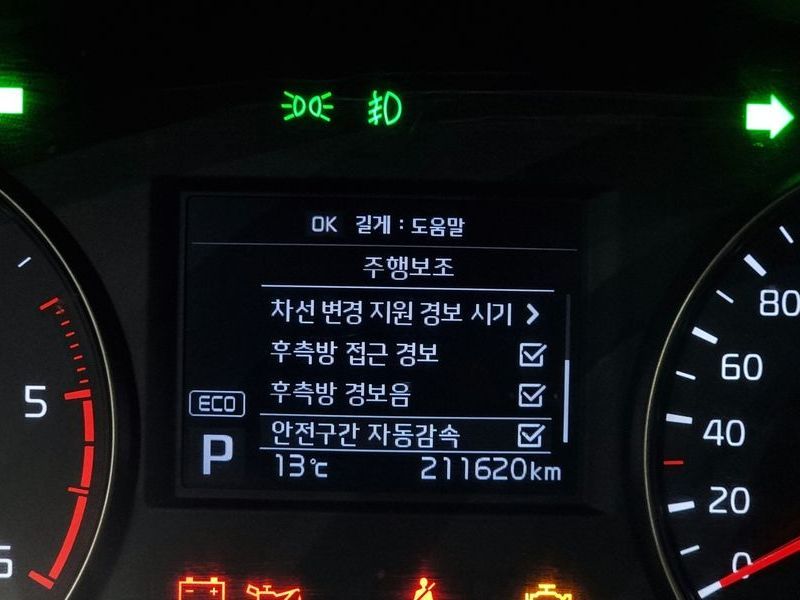 OK 길게 : 도움말
주행보조
차선 변경 지원 경보 시기
후측방 접근 경보
후측방 경보음
안전구간 자동감속
ECO
P
13℃ 211620km
5
6
80
60
40
20
0